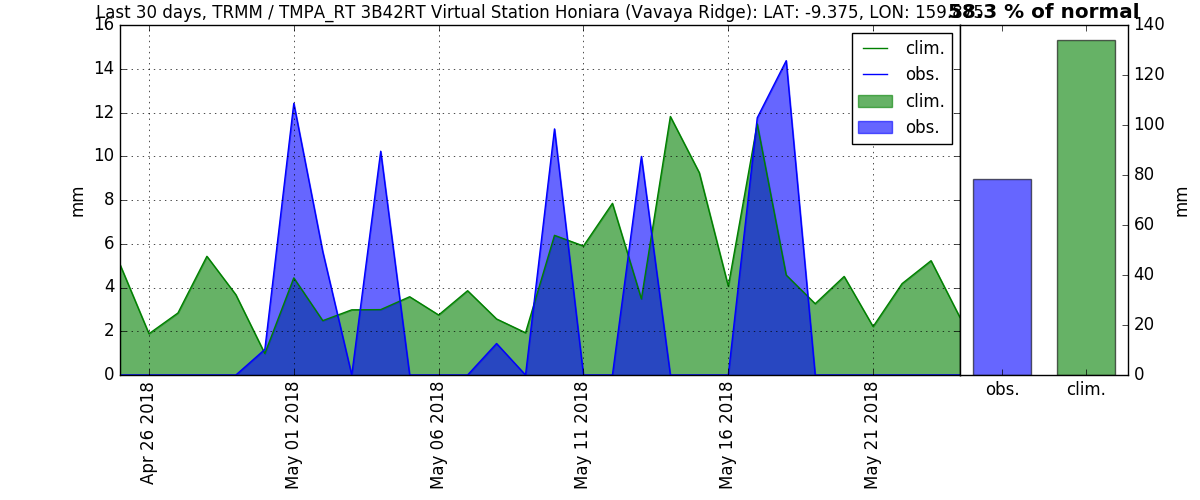 Last 30 days, TRMM / TMPA_RT 3B42RT Virtual Station Honiara (Vavaya Ridge): LAT: -9.375, LON:
58.3 % of normal
16
14
12
10
8
6
4
2
0
mm
clim.
obs.
clim.
obs.
140
120
100
80
60
40
20
0
mm
obs.
clim.
Apr 26 2018
May 01 2018
May 06 2018
May 11 2018
May 16 2018
May 21 2018